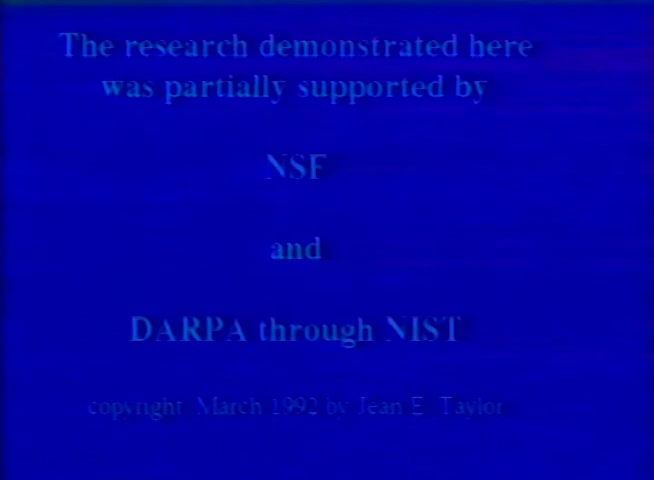 The research demonstrated here
was partially supported by
NSF
and
DARPA through NIST
copyright March 1992 by Jean E. Taylor